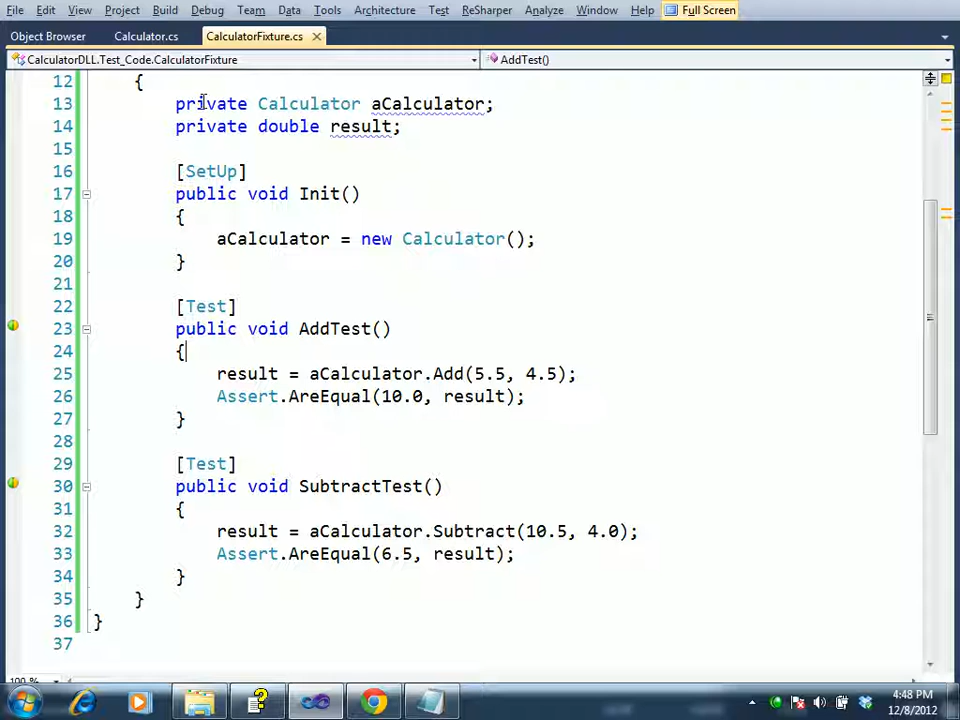 File Edit View Project Build Debug Team Data Tools Architecture Test ReSharper Analyze Window Help Full Screen
Object Browser Calculator.cs CalculatorFixture.cs
CalculatorDLL.Test_Code.CalculatorFixture AddTest()
12 {
13 private Calculator aCalculator;
14 private double result;
15
16 [SetUp]
17 public void Init()
18 {
19 aCalculator = new Calculator();
20 }
21
22 [Test]
23 public void AddTest()
24 {
25 result = aCalculator.Add(5.5, 4.5);
26 Assert.AreEqual(10.0, result);
27 }
28
29 [Test]
30 public void SubtractTest()
31 {
32 result = aCalculator.Subtract(10.5, 4.0);
33 Assert.AreEqual(6.5, result);
34 }
35 }
36 }
37
100 %
4:48 PM
12/8/2012